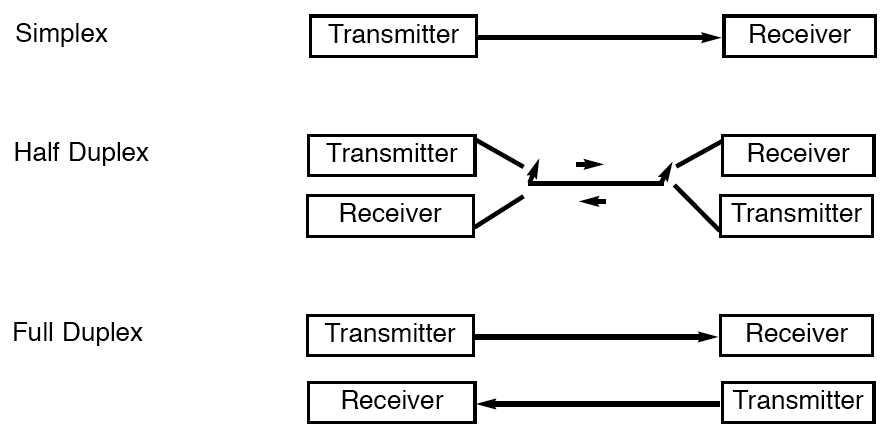 Simplex Transmitter Receiver
Half Duplex Transmitter Receiver
Receiver Transmitter
Full Duplex Transmitter Receiver
Receiver Transmitter